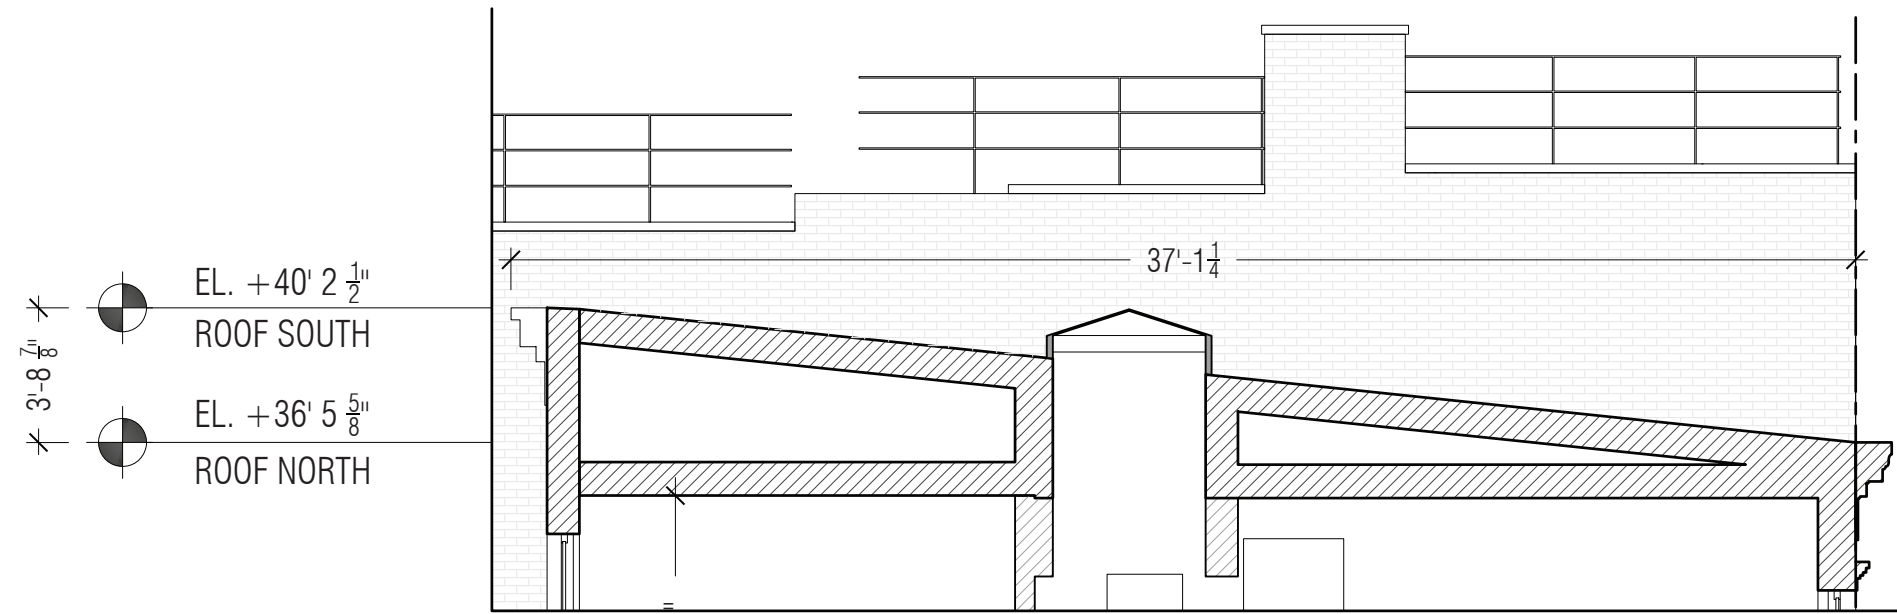 37'-1 1/4
EL. +40' 2 1/2"
ROOF SOUTH
3'-8 7/8"
EL. +36' 5 5/8"
ROOF NORTH